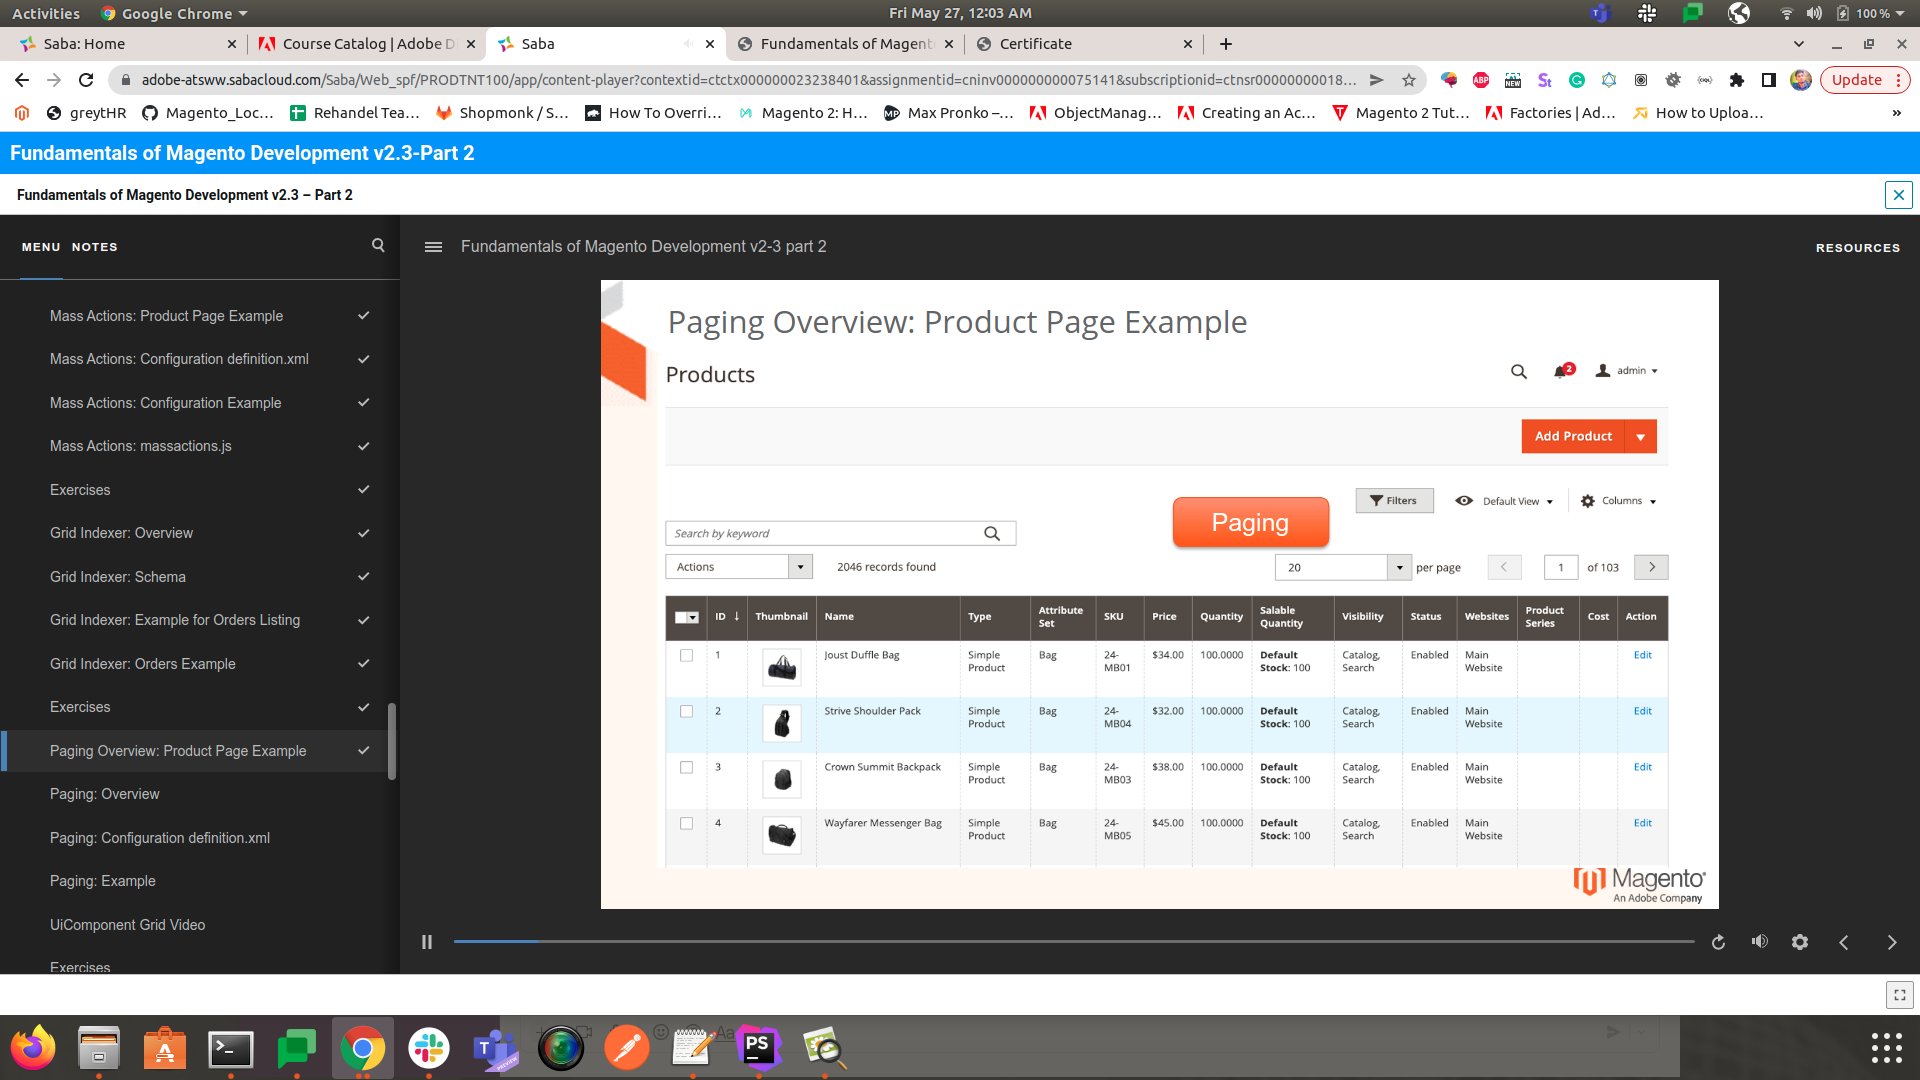 Activities Google Chrome Fri May 27, 12:03 AM 100 %
Saba: Home Course Catalog | Adobe D Saba Fundamentals of Magent Certificate
adobe-atsww.sabacloud.com/Saba/Web_spf/PRODTNT100/app/content-player?contextid=ctctx000000023238401&assignmentid=cninv000000000075141&subscriptionid=ctnsr00000000018... ABP NEW Update
greytHR Magento_Loc... Rehandel Tea... Shopmonk / S... How To Overri... Magento 2: H... Max Pronko –... ObjectManag... Creating an Ac... Magento 2 Tut... Factories | Ad... How to Uploa... »
Fundamentals of Magento Development v2.3-Part 2
Fundamentals of Magento Development v2.3 – Part 2
MENU NOTES
Fundamentals of Magento Development v2-3 part 2
RESOURCES
Mass Actions: Product Page Example
Mass Actions: Configuration definition.xml
Mass Actions: Configuration Example
Mass Actions: massactions.js
Exercises
Grid Indexer: Overview
Grid Indexer: Schema
Grid Indexer: Example for Orders Listing
Grid Indexer: Orders Example
Exercises
Paging Overview: Product Page Example
Paging: Overview
Paging: Configuration definition.xml
Paging: Example
UiComponent Grid Video
Exercises
Paging Overview: Product Page Example
Products
2 admin
Add Product
Filters Default View Columns
Paging
Search by keyword
Actions 2046 records found 20 per page 1 of 103
ID ↓ Thumbnail Name Type Attribute Set SKU Price Quantity Salable Quantity Visibility Status Websites Product Series Cost Action
1 Joust Duffle Bag Simple Product Bag 24-MB01 $34.00 100.0000 Default Stock: 100 Catalog, Search Enabled Main Website Edit
2 Strive Shoulder Pack Simple Product Bag 24-MB04 $32.00 100.0000 Default Stock: 100 Catalog, Search Enabled Main Website Edit
3 Crown Summit Backpack Simple Product Bag 24-MB03 $38.00 100.0000 Default Stock: 100 Catalog, Search Enabled Main Website Edit
4 Wayfarer Messenger Bag Simple Product Bag 24-MB05 $45.00 100.0000 Default Stock: 100 Catalog, Search Enabled Main Website Edit
Magento
An Adobe Company
PS